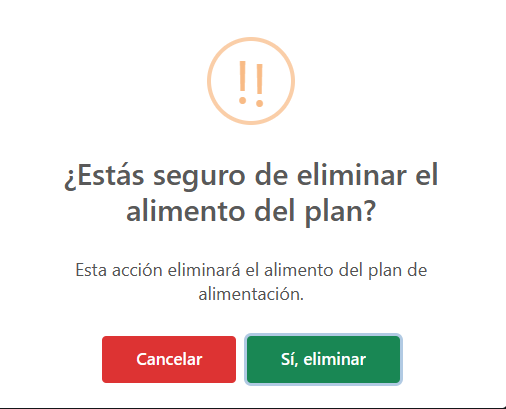 !!
¿Estás seguro de eliminar el
alimento del plan?
Esta acción eliminará el alimento del plan de
alimentación.
Cancelar
Sí, eliminar